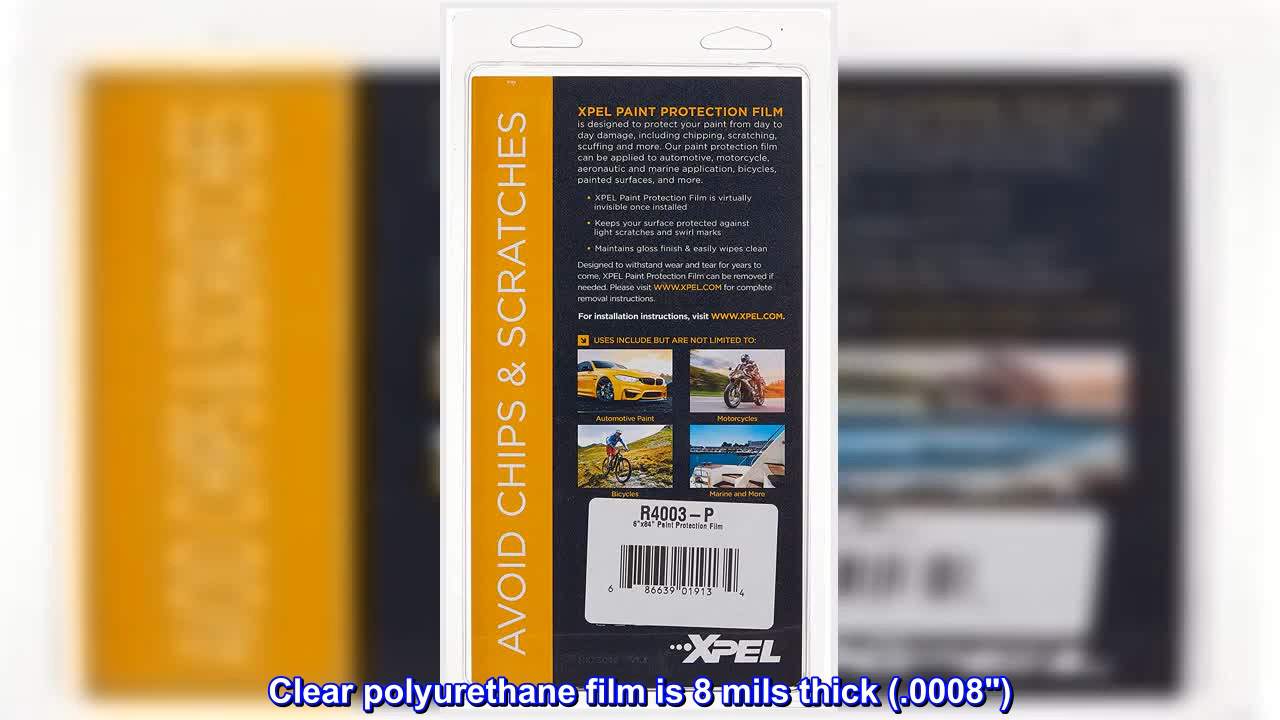 AVOID CHIPS & SCRATCHES
XPEL PAINT PROTECTION FILM
is designed to protect your paint from day to
day damage, including chipping, scratching,
scuffing and more. Our paint protection film
can be applied to automotive, motorcycle,
aeronautic and marine application, bicycles,
painted surfaces, and more.
• XPEL Paint Protection Film is virtually
invisible once installed
• Keeps your surface protected against
light scratches and swirl marks
• Maintains gloss finish & easily wipes clean
Designed to withstand wear and tear for years to
come, XPEL Paint Protection Film can be removed if
needed. Please visit WWW.XPEL.COM for complete
removal instructions.
For installation instructions, visit WWW.XPEL.COM.
USES INCLUDE BUT ARE NOT LIMITED TO:
Automotive Paint
Motorcycles
Bicycles
Marine and More
R4003-P
6"x84" Paint Protection Film
6 86639 01913 4
XPEL
Clear polyurethane film is 8 mils thick (.0008")